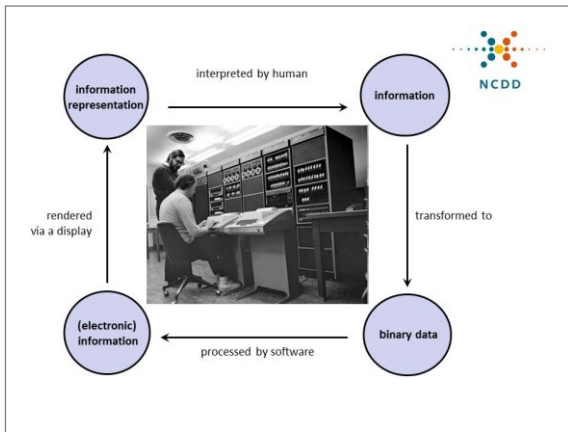 interpreted by human
NCDD
information
representation
information
rendered
via a display
transformed to
(electronic)
information
binary data
processed by software